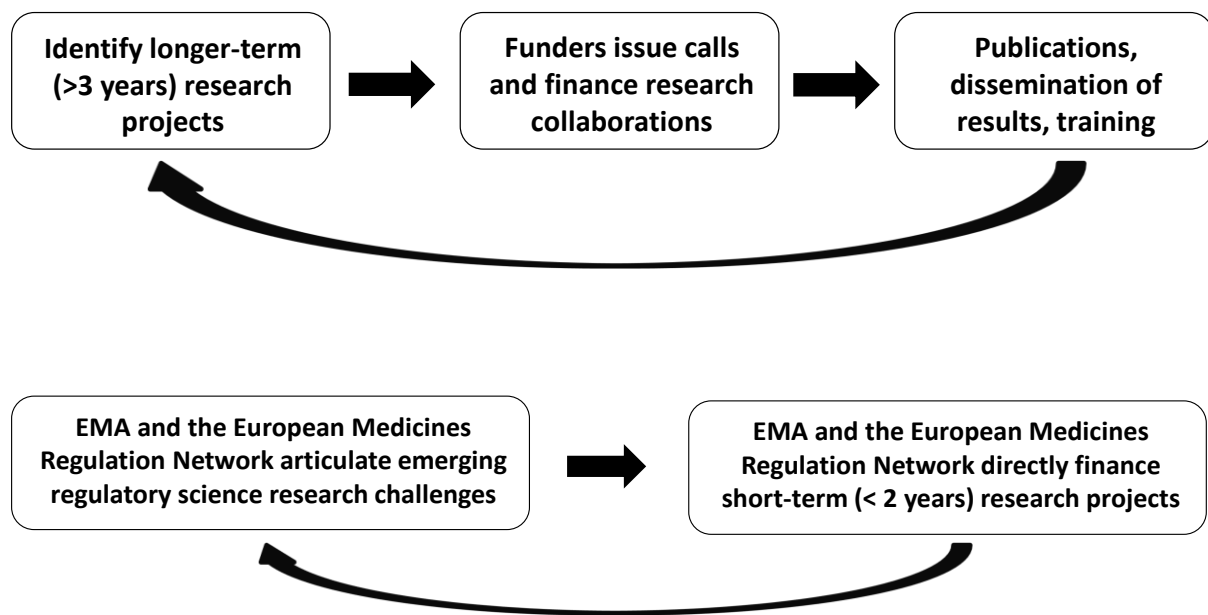 Identify longer-term
(>3 years) research
projects
Funders issue calls
and finance research
collaborations
Publications,
dissemination of
results, training
EMA and the European Medicines
Regulation Network articulate emerging
regulatory science research challenges
EMA and the European Medicines
Regulation Network directly finance
short-term (< 2 years) research projects